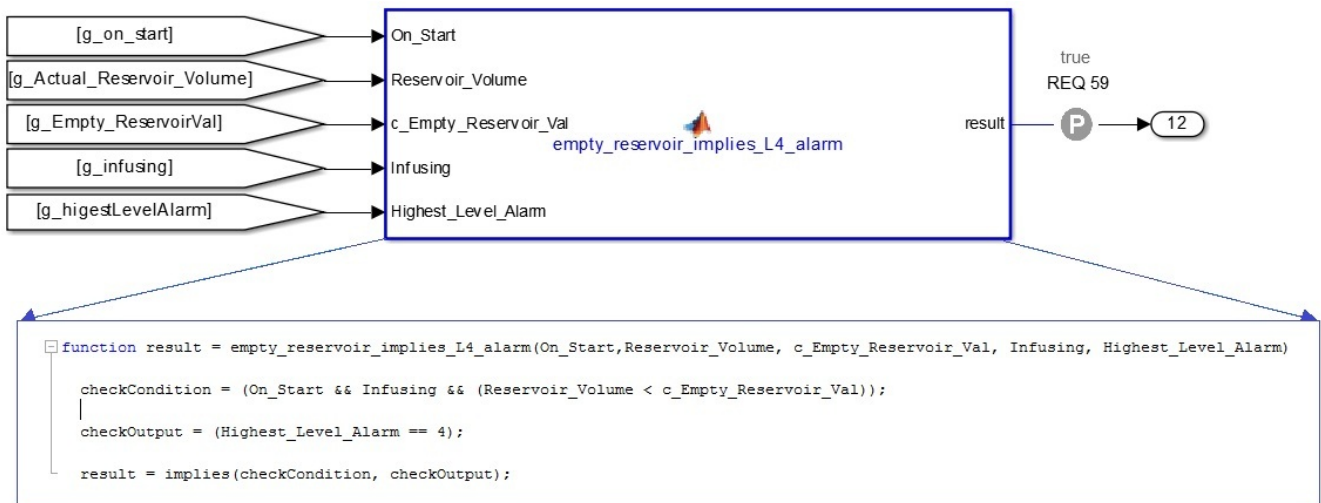 [g_on_start]
[g_Actual_Reservoir_Volume]
[g_Empty_ReservoirVal]
[g_infusing]
[g_higestLevelAlarm]
On_Start
Reservoir_Volume
c_Empty_Reservoir_Val
Infusing
Highest_Level_Alarm
empty_reservoir_implies_L4_alarm
result
true
REQ 59
P
12
function result = empty_reservoir_implies_L4_alarm(On_Start,Reservoir_Volume, c_Empty_Reservoir_Val, Infusing, Highest_Level_Alarm)
checkCondition = (On_Start && Infusing && (Reservoir_Volume < c_Empty_Reservoir_Val));
checkOutput = (Highest_Level_Alarm == 4);
result = implies(checkCondition, checkOutput);